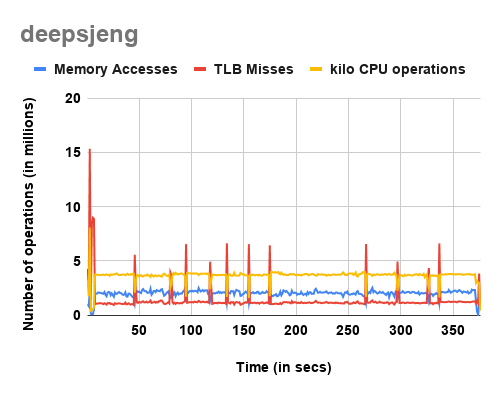 deepsjeng
Memory Accesses TLB Misses kilo CPU operations
Number of operations (in millions)
20
15
10
5
0
50 100 150 200 250 300 350
Time (in secs)